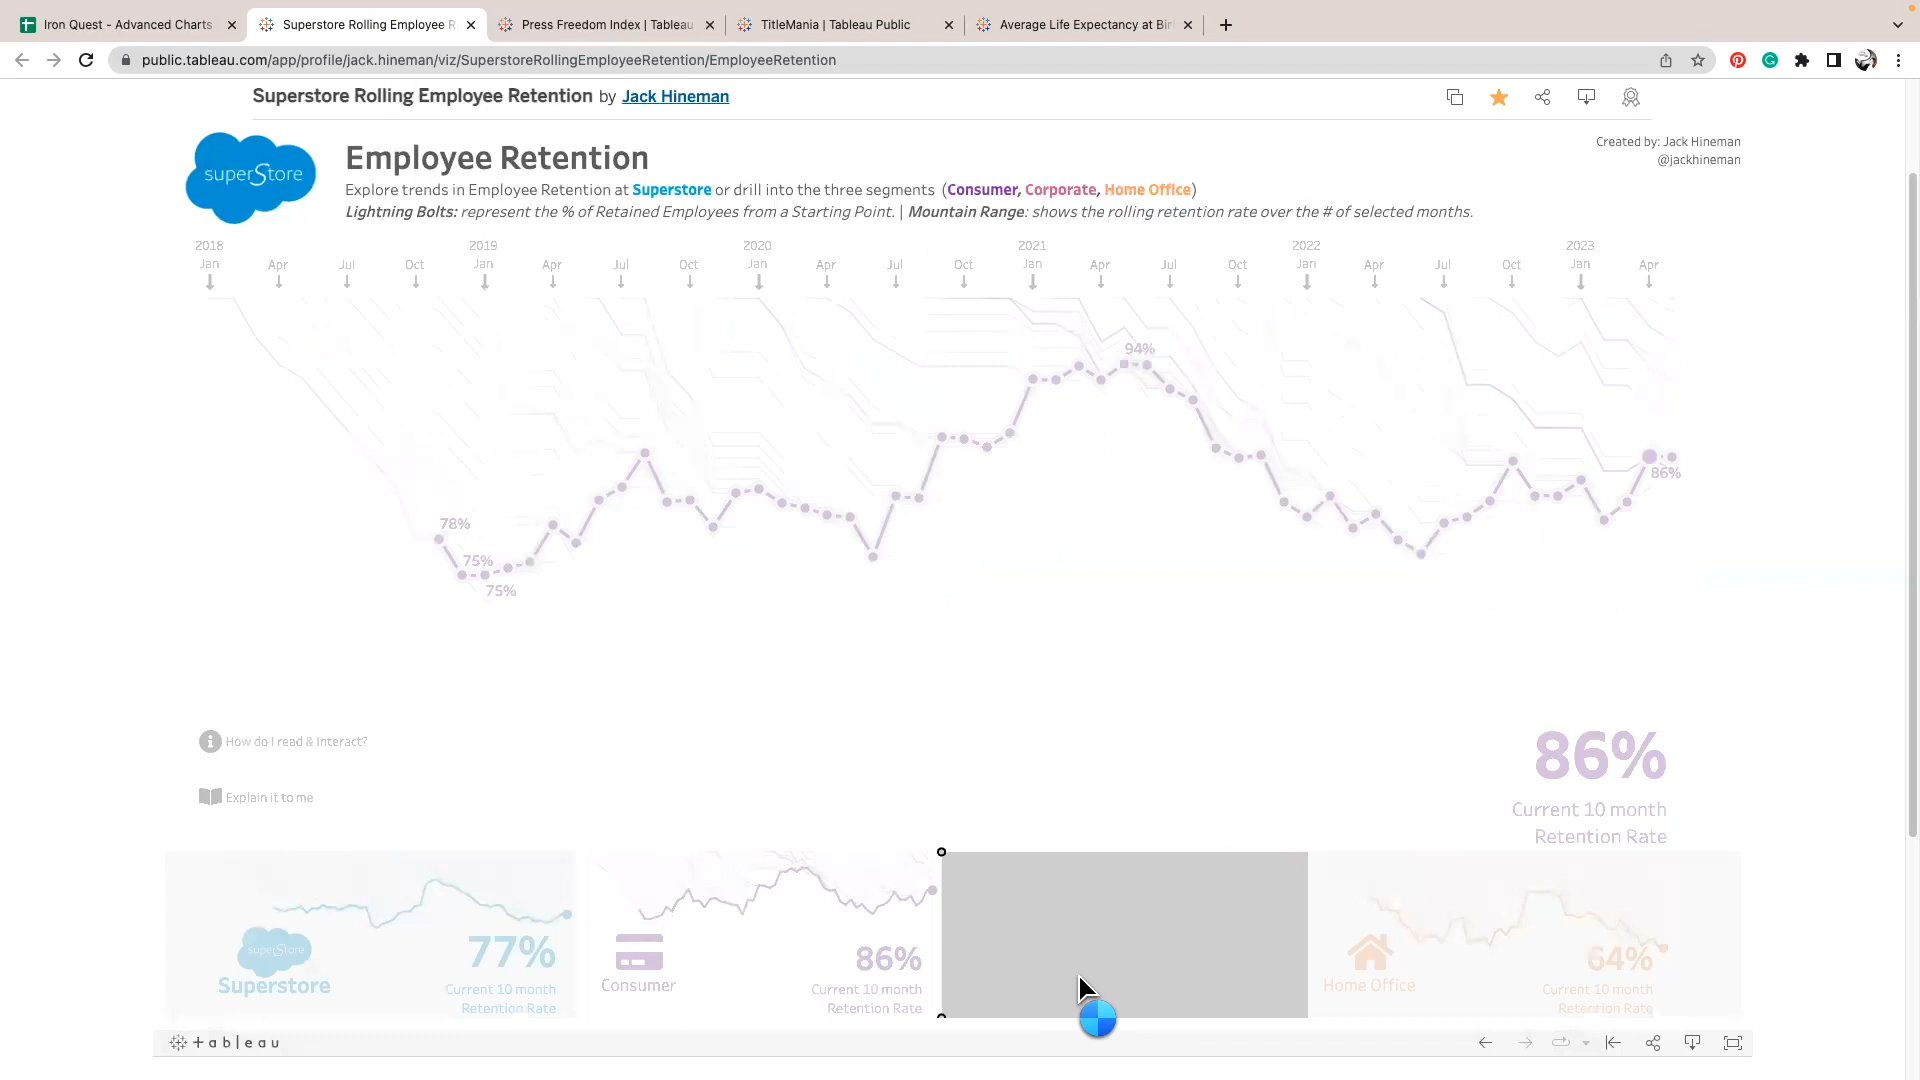 Iron Quest - Advanced Charts
Superstore Rolling Employee R
Press Freedom Index | Tableau
TitleMania | Tableau Public
Average Life Expectancy at Bir
public.tableau.com/app/profile/jack.hineman/viz/SuperstoreRollingEmployeeRetention/EmployeeRetention
Superstore Rolling Employee Retention by Jack Hineman
superStore
Employee Retention
Created by: Jack Hineman
@jackhineman
Explore trends in Employee Retention at Superstore or drill into the three segments (Consumer, Corporate, Home Office)
Lightning Bolts: represent the % of Retained Employees from a Starting Point. | Mountain Range: shows the rolling retention rate over the # of selected months.
2018 2019 2020 2021 2022 2023
Jan Apr Jul Oct Jan Apr Jul Oct Jan Apr Jul Oct Jan Apr Jul Oct Jan Apr Jul Oct Jan Apr
94%
86%
78%
75%
75%
How do I read & Interact?
Explain it to me
86%
Current 10 month
Retention Rate
superStore
Superstore
77%
Current 10 month
Retention Rate
Consumer
86%
Current 10 month
Retention Rate
Home Office
64%
Current 10 month
Retention Rate
+ a b | e a u